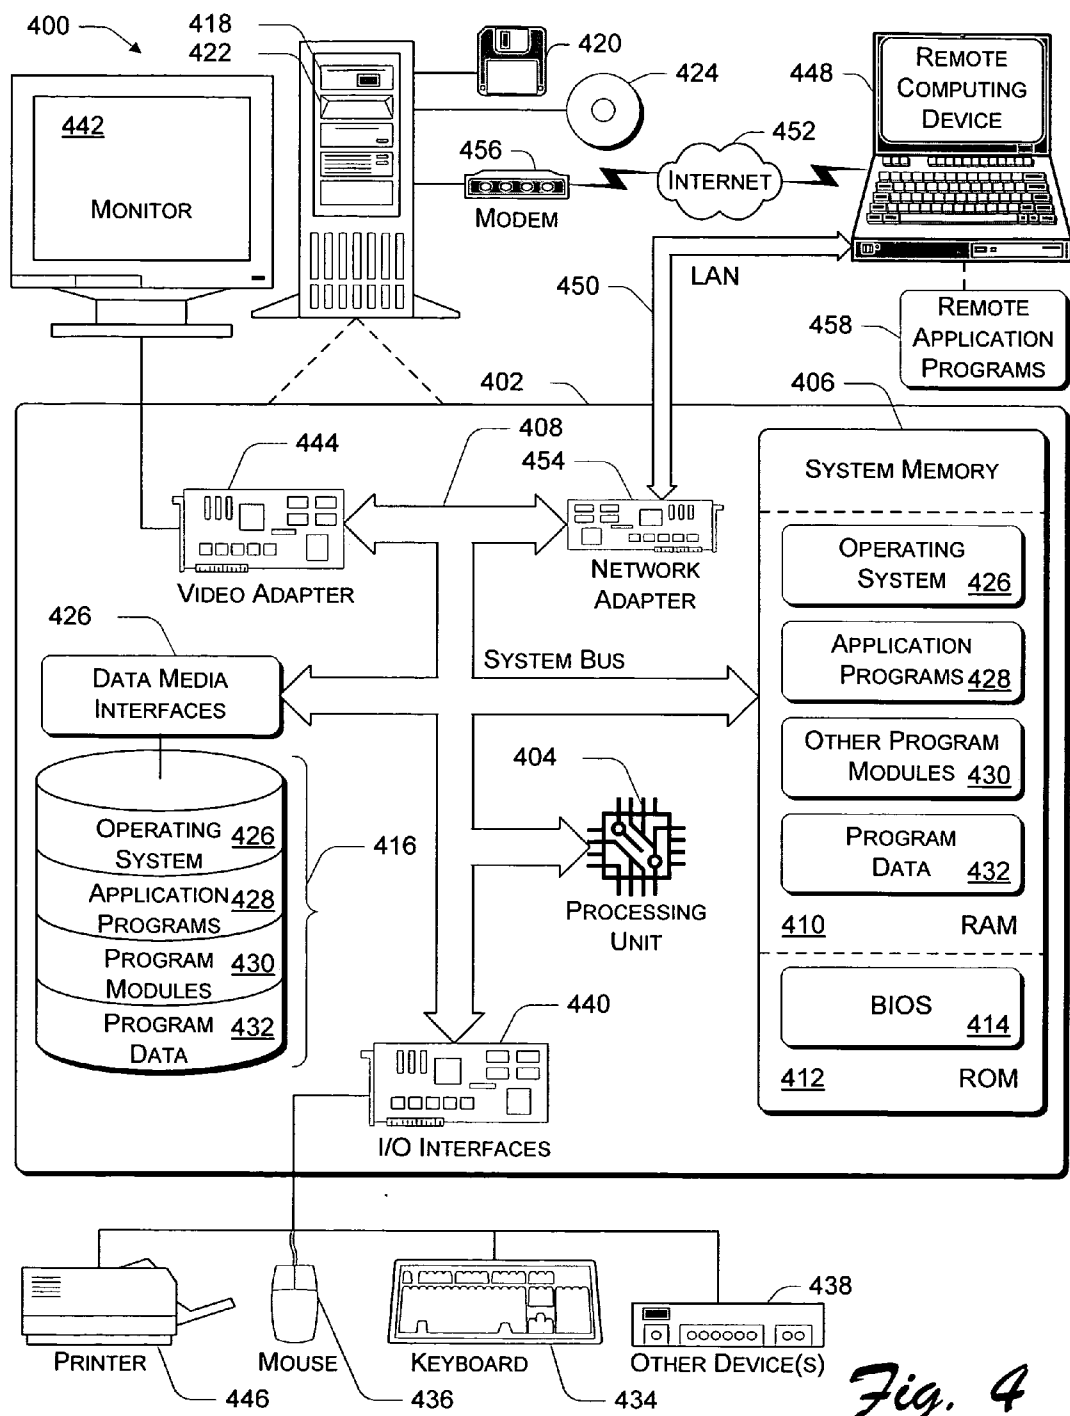 400
418
422
420
424
448
REMOTE
COMPUTING
DEVICE
442
MONITOR
456
MODEM
452
INTERNET
LAN
450
458
REMOTE
APPLICATION
PROGRAMS
402
406
444
408
454
SYSTEM MEMORY
VIDEO ADAPTER
NETWORK
ADAPTER
OPERATING
SYSTEM 426
426
DATA MEDIA
INTERFACES
SYSTEM BUS
APPLICATION
PROGRAMS 428
OTHER PROGRAM
MODULES 430
404
PROCESSING
UNIT
PROGRAM
DATA 432
410 RAM
OPERATING
SYSTEM 426
APPLICATION
PROGRAMS 428
PROGRAM
MODULES 430
PROGRAM
DATA 432
416
BIOS 414
412 ROM
440
I/O INTERFACES
PRINTER
446
MOUSE
436
KEYBOARD
434
438
OTHER DEVICE(S)
Fig. 4